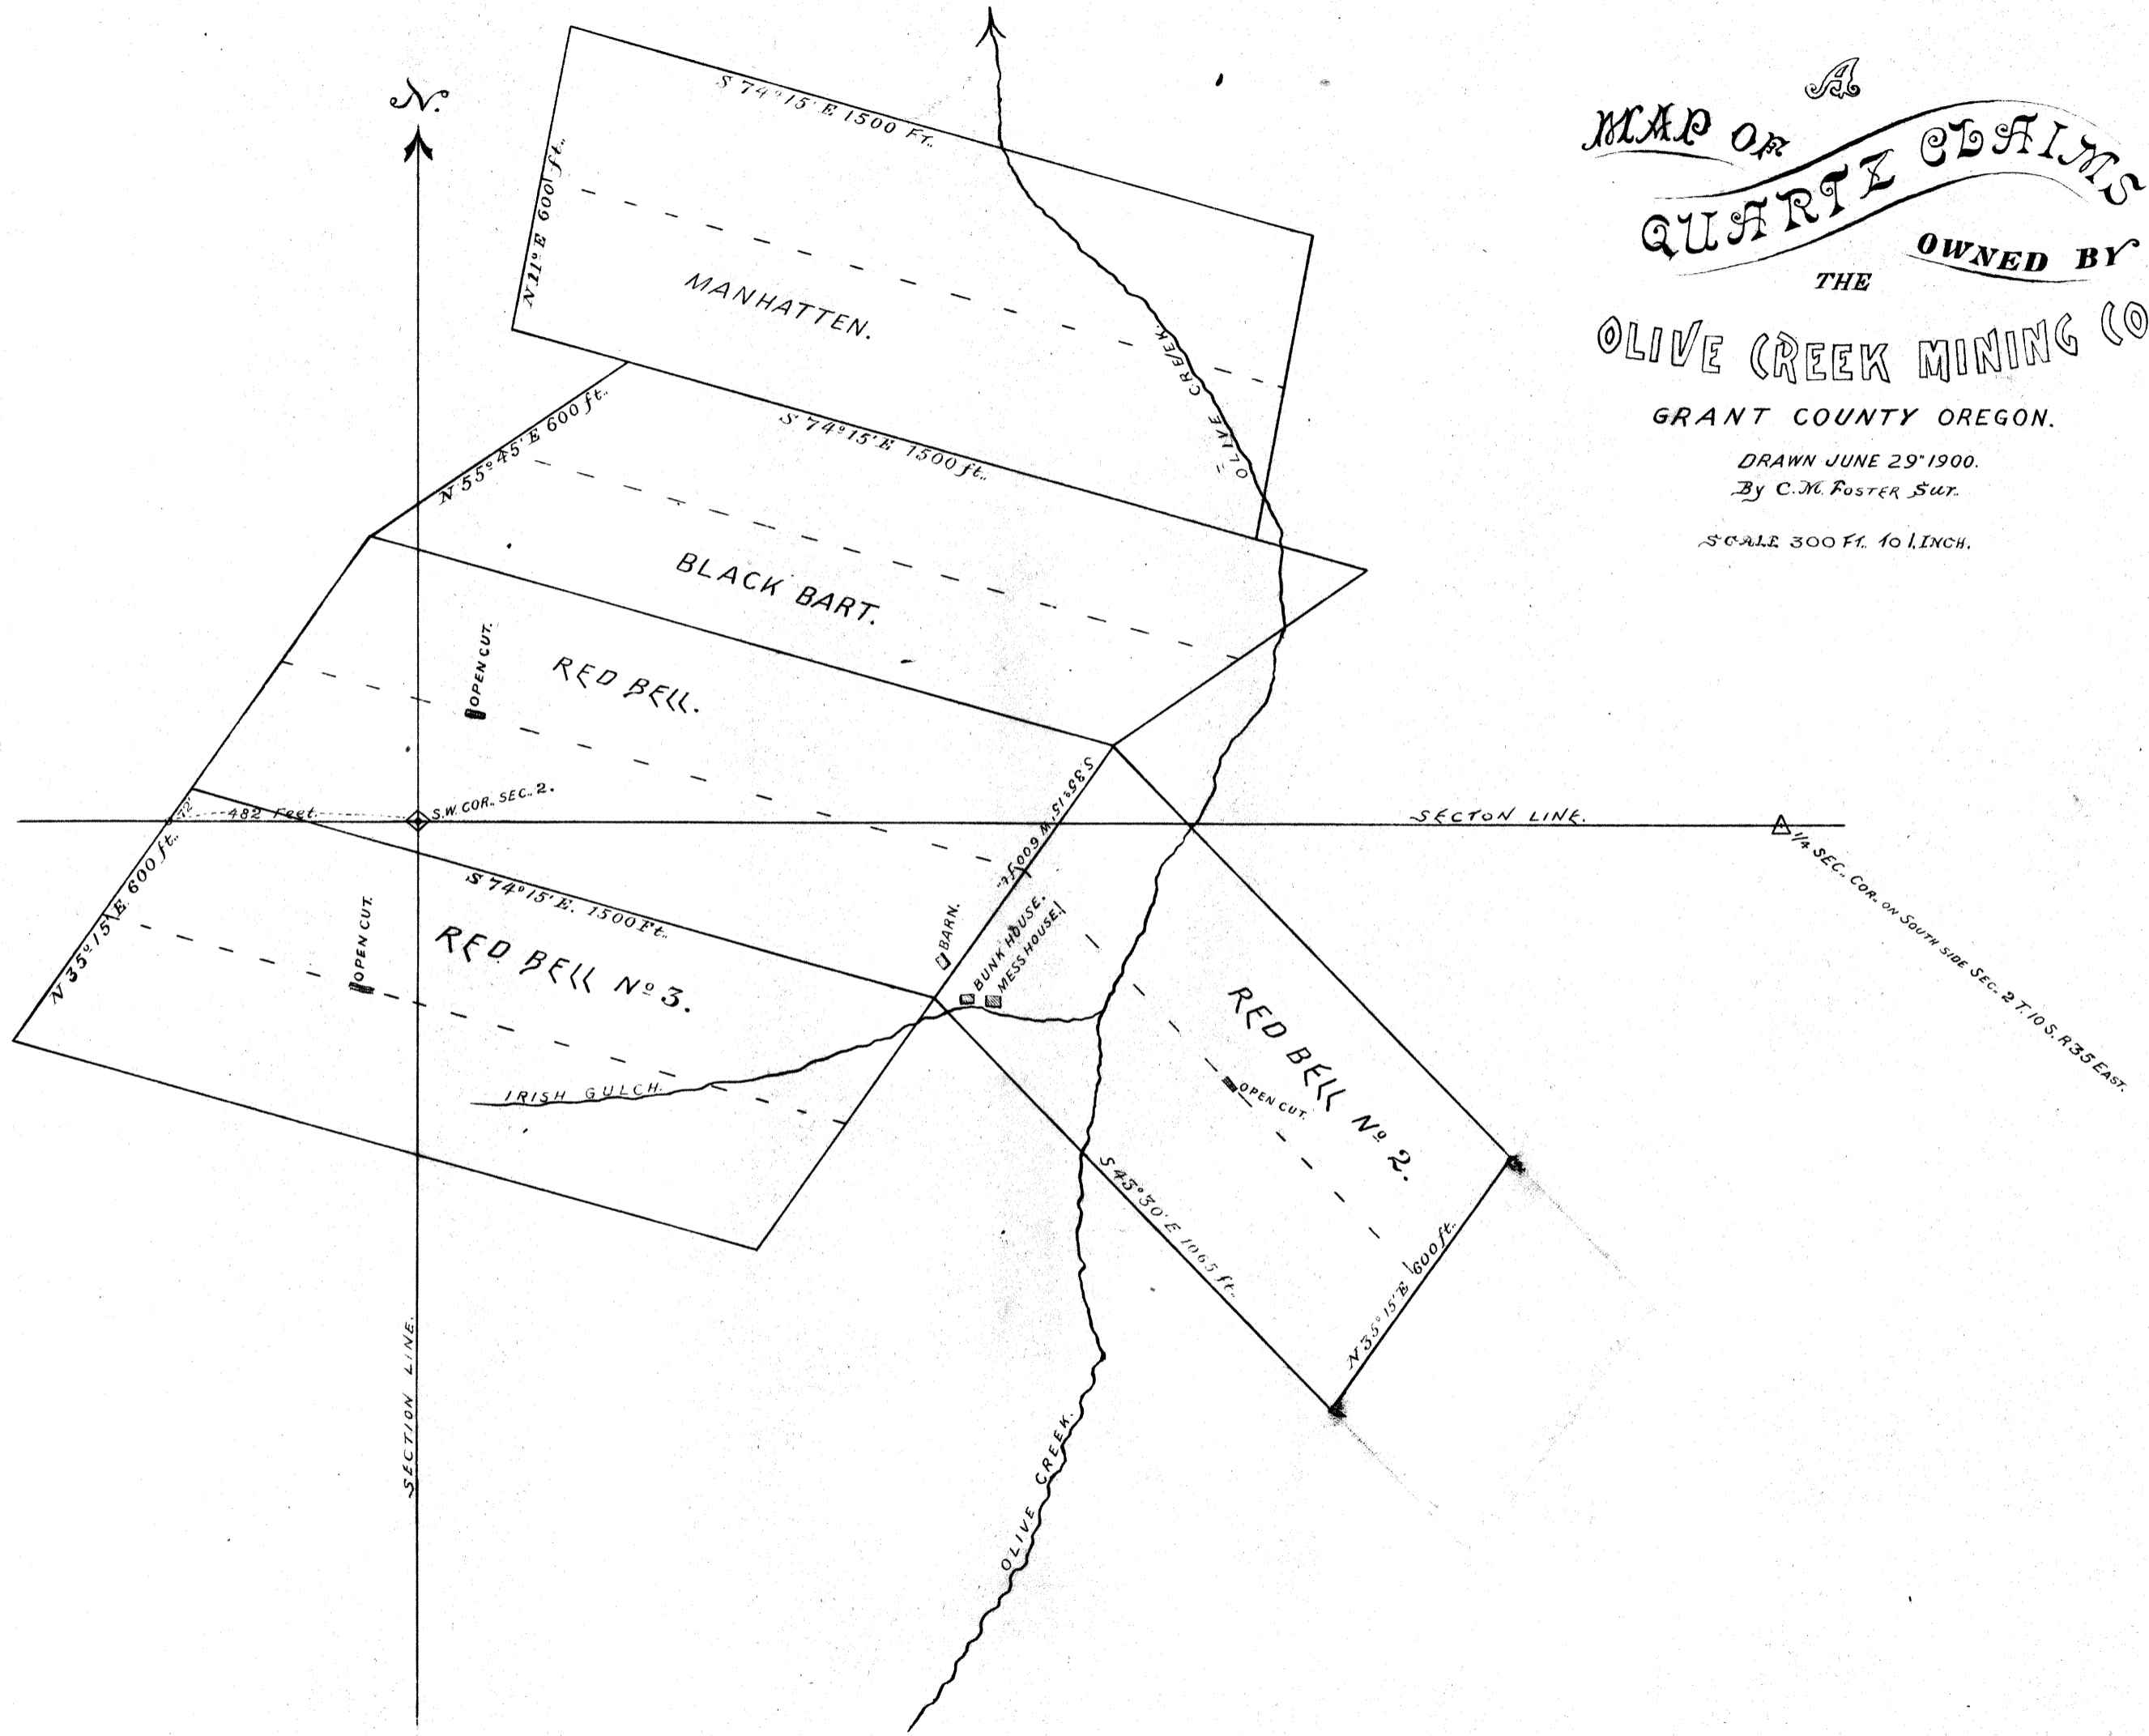 A
MAP OF
QUARTZ CLAIMS
OWNED BY
THE
OLIVE CREEK MINING CO
GRANT COUNTY OREGON.
DRAWN JUNE 29" 1900.
By C. M. FOSTER SUR.
SCALE 300 Ft. to 1. INCH.
N.
S 74° 15' E 1500 FT.
N 11° E 600 ft.
MANHATTEN.
OLIVE CREEK.
N 55° 45' E 600 ft.
S 74° 15' E 1500 ft.
BLACK BART.
OPEN CUT.
RED BELL.
S 35° 15' W 600 Ft.
72'
482 Feet
S.W. COR. SEC. 2.
SECTON LINE.
1/4 SEC. COR. ON SOUTH SIDE SEC. 2 T. 10 S. R 35 EAST.
N 35° 15' E 600 ft.
S 74° 15' E. 1500 Ft.
OPEN CUT.
RED BELL No 3.
BARN.
BUNK HOUSE.
MESS HOUSE.
IRISH GULCH.
RED BELL No 2.
OPEN CUT.
S 43° 30' E 1065 ft.
N 35° 15' E 600 ft.
SECTION LINE.
OLIVE CREEK.